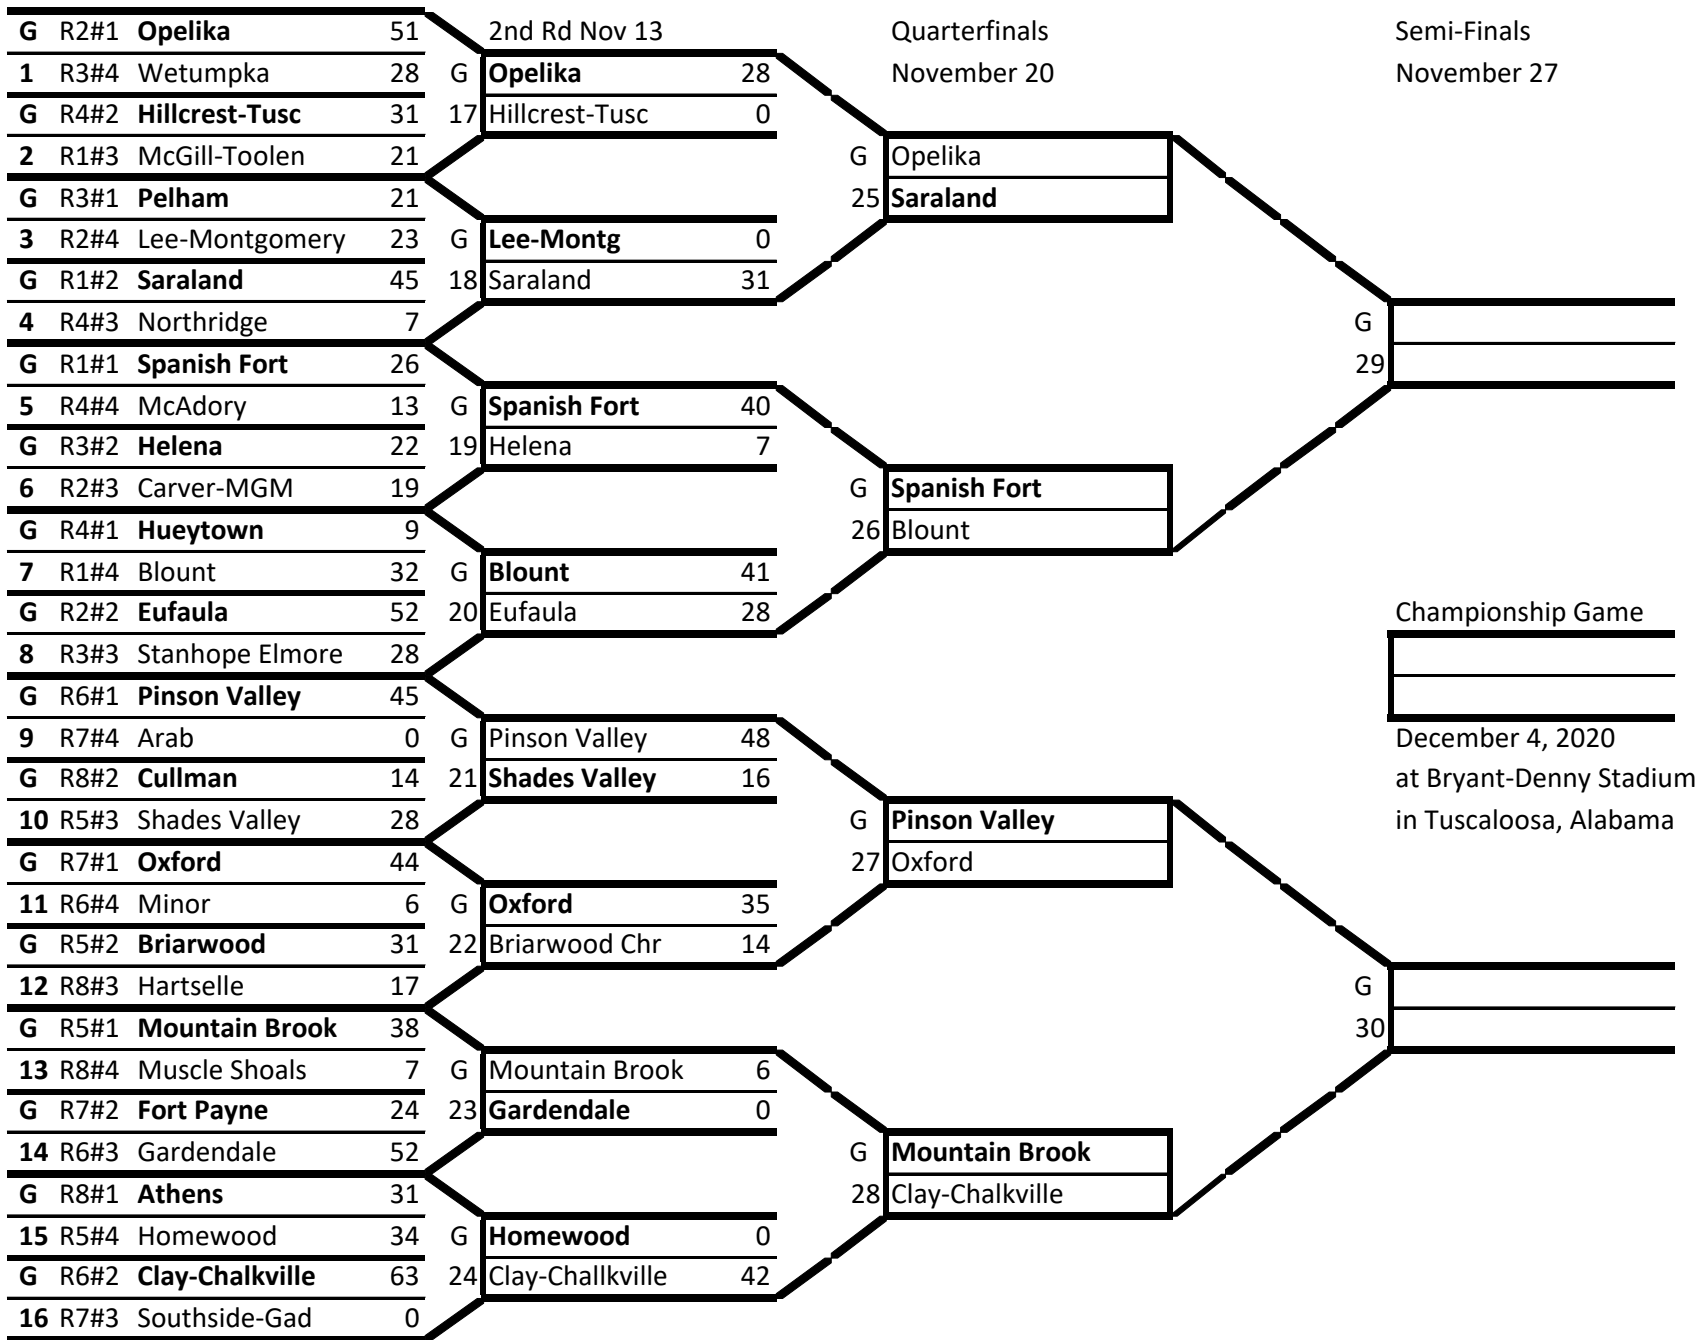 G R2#1 Opelika 51 2nd Rd Nov 13 Quarterfinals Semi-Finals
1 R3#4 Wetumpka 28 G Opelika 28 November 20 November 27
G R4#2 Hillcrest-Tusc 31 17 Hillcrest-Tusc 0
2 R1#3 McGill-Toolen 21 G Opelika
G R3#1 Pelham 21 25 Saraland
3 R2#4 Lee-Montgomery 23 G Lee-Montg 0
G R1#2 Saraland 45 18 Saraland 31
4 R4#3 Northridge 7 G
G R1#1 Spanish Fort 26 29
5 R4#4 McAdory 13 G Spanish Fort 40
G R3#2 Helena 22 19 Helena 7
6 R2#3 Carver-MGM 19 G Spanish Fort
G R4#1 Hueytown 9 26 Blount
7 R1#4 Blount 32 G Blount 41
G R2#2 Eufaula 52 20 Eufaula 28 Championship Game
8 R3#3 Stanhope Elmore 28
G R6#1 Pinson Valley 45
9 R7#4 Arab 0 G Pinson Valley 48 December 4, 2020
G R8#2 Cullman 14 21 Shades Valley 16 at Bryant-Denny Stadium
10 R5#3 Shades Valley 28 G Pinson Valley in Tuscaloosa, Alabama
G R7#1 Oxford 44 27 Oxford
11 R6#4 Minor 6 G Oxford 35
G R5#2 Briarwood 31 22 Briarwood Chr 14
12 R8#3 Hartselle 17 G
G R5#1 Mountain Brook 38 30
13 R8#4 Muscle Shoals 7 G Mountain Brook 6
G R7#2 Fort Payne 24 23 Gardendale 0
14 R6#3 Gardendale 52 G Mountain Brook
G R8#1 Athens 31 28 Clay-Chalkville
15 R5#4 Homewood 34 G Homewood 0
G R6#2 Clay-Chalkville 63 24 Clay-Challkville 42
16 R7#3 Southside-Gad 0